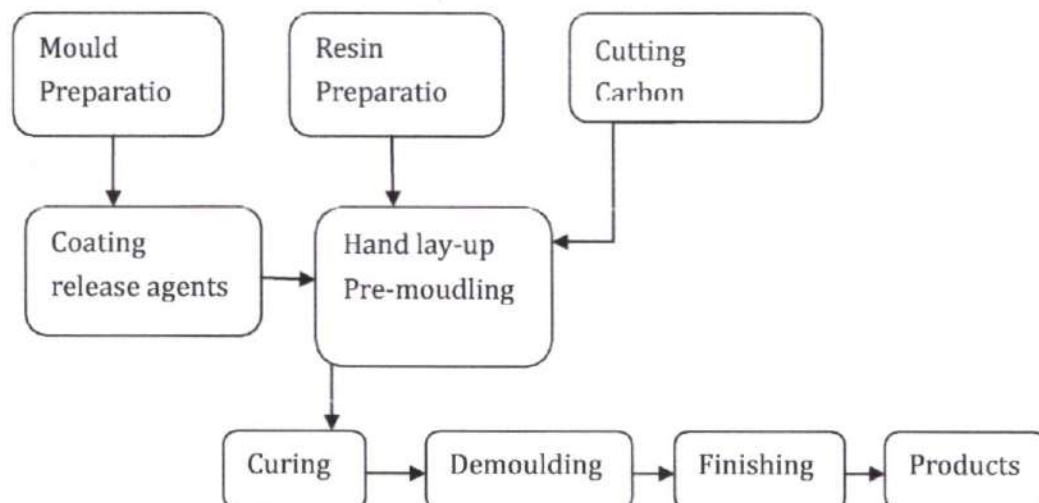 Mould
Preparatio
Resin
Preparatio
Cutting
Carbon
Coating
release agents
Hand lay-up
Pre-moudling
Curing
Demoulding
Finishing
Products